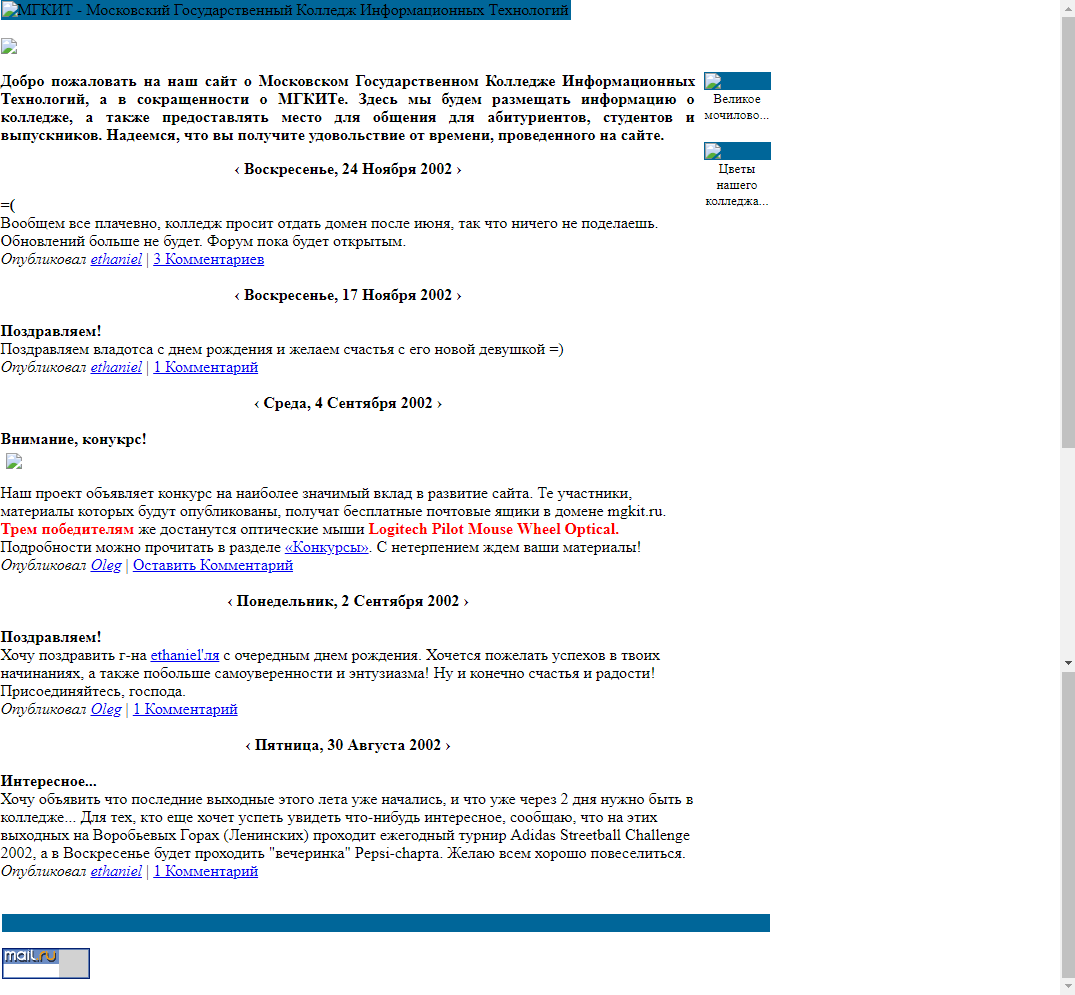 МГКИТ - Московский Государственный Колледж Информационных Технологий
Добро пожаловать на наш сайт о Московском Государственном Колледже Информационных
Технологий, а в сокращенности о МГКИТе. Здесь мы будем размещать информацию о
колледже, а также предоставлять место для общения для абитуриентов, студентов и
выпускников. Надеемся, что вы получите удовольствие от времени, проведенного на сайте.
Великое
мочилово...
Цветы
нашего
колледжа...
‹ Воскресенье, 24 Ноября 2002 ›
=(
Вообщем все плачевно, колледж просит отдать домен после июня, так что ничего не поделаешь.
Обновлений больше не будет. Форум пока будет открытым.
Опубликовал ethaniel | 3 Комментариев
‹ Воскресенье, 17 Ноября 2002 ›
Поздравляем!
Поздравляем владотса с днем рождения и желаем счастья с его новой девушкой =)
Опубликовал ethaniel | 1 Комментарий
‹ Среда, 4 Сентября 2002 ›
Внимание, конукрс!
Наш проект объявляет конкурс на наиболее значимый вклад в развитие сайта. Те участники,
материалы которых будут опубликованы, получат бесплатные почтовые ящики в домене mgkit.ru.
Трем победителям же достанутся оптические мыши Logitech Pilot Mouse Wheel Optical.
Подробности можно прочитать в разделе «Конкурсы». С нетерпением ждем ваши материалы!
Опубликовал Oleg | Оставить Комментарий
‹ Понедельник, 2 Сентября 2002 ›
Поздравляем!
Хочу поздравить г-на ethaniel'ля с очередным днем рождения. Хочется пожелать успехов в твоих
начинаниях, а также побольше самоуверенности и энтузиазма! Ну и конечно счастья и радости!
Присоединяйтесь, господа.
Опубликовал Oleg | 1 Комментарий
‹ Пятница, 30 Августа 2002 ›
Интересное...
Хочу объявить что последние выходные этого лета уже начались, и что уже через 2 дня нужно быть в
колледже... Для тех, кто еще хочет успеть увидеть что-нибудь интересное, сообщаю, что на этих
выходных на Воробьевых Горах (Ленинских) проходит ежегодный турнир Adidas Streetball Challenge
2002, а в Воскресенье будет проходить "вечеринка" Pepsi-chapта. Желаю всем хорошо повеселиться.
Опубликовал ethaniel | 1 Комментарий
mail.ru